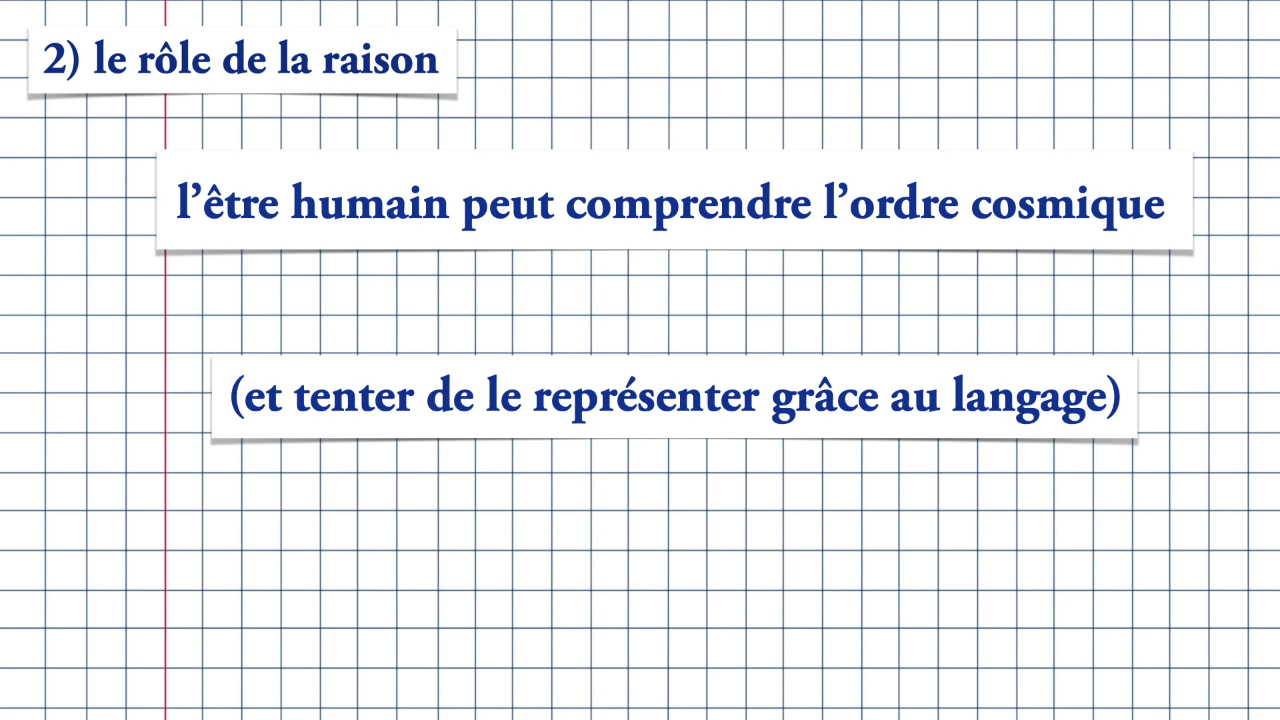 2) le rôle de la raison
l’être humain peut comprendre l’ordre cosmique
(et tenter de le représenter grâce au langage)